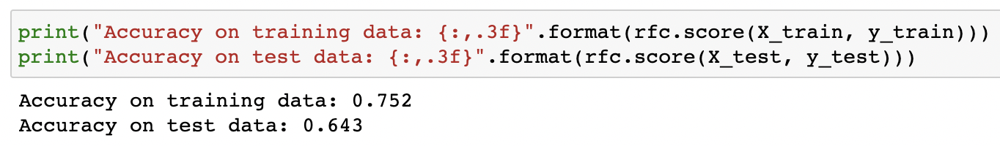 print("Accuracy on training data: {:,.3f}".format(rfc.score(X_train, y_train)))
print("Accuracy on test data: {:,.3f}".format(rfc.score(X_test, y_test)))
Accuracy on training data: 0.752
Accuracy on test data: 0.643